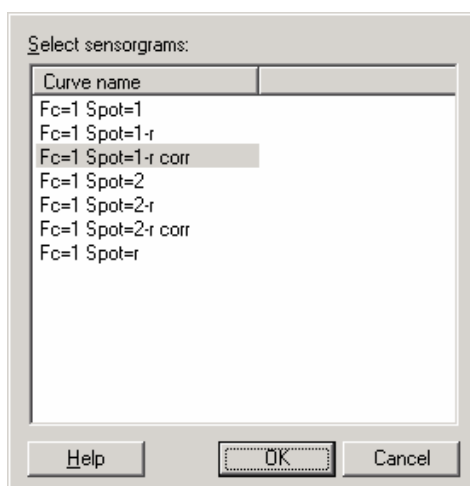 Select sensorgrams:
Curve name
Fc=1 Spot=1
Fc=1 Spot=1-r
Fc=1 Spot=1-r corr
Fc=1 Spot=2
Fc=1 Spot=2-r
Fc=1 Spot=2-r corr
Fc=1 Spot=r
Help OK Cancel